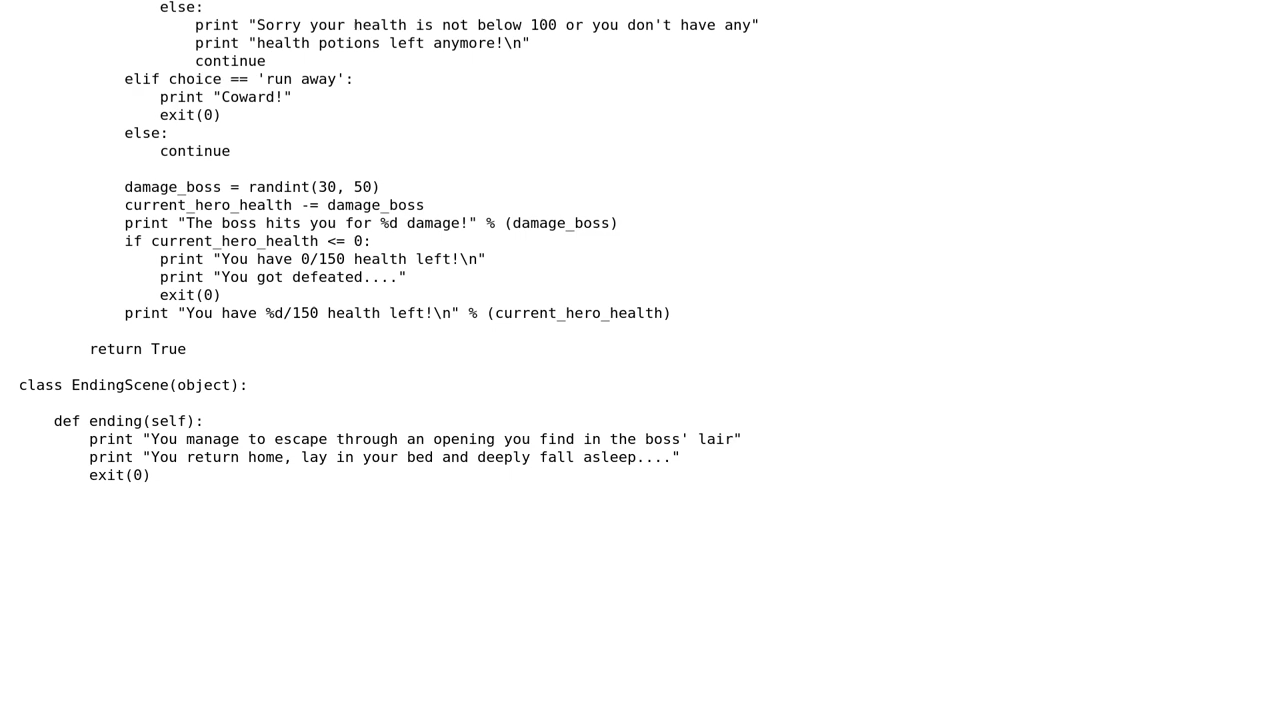 else:
                    print "Sorry your health is not below 100 or you don't have any"
                    print "health potions left anymore!\n"
                    continue
            elif choice == 'run away':
                print "Coward!"
                exit(0)
            else:
                continue

            damage_boss = randint(30, 50)
            current_hero_health -= damage_boss
            print "The boss hits you for %d damage!" % (damage_boss)
            if current_hero_health <= 0:
                print "You have 0/150 health left!\n"
                print "You got defeated...."
                exit(0)
            print "You have %d/150 health left!\n" % (current_hero_health)

        return True

class EndingScene(object):

    def ending(self):
        print "You manage to escape through an opening you find in the boss' lair"
        print "You return home, lay in your bed and deeply fall asleep...."
        exit(0)